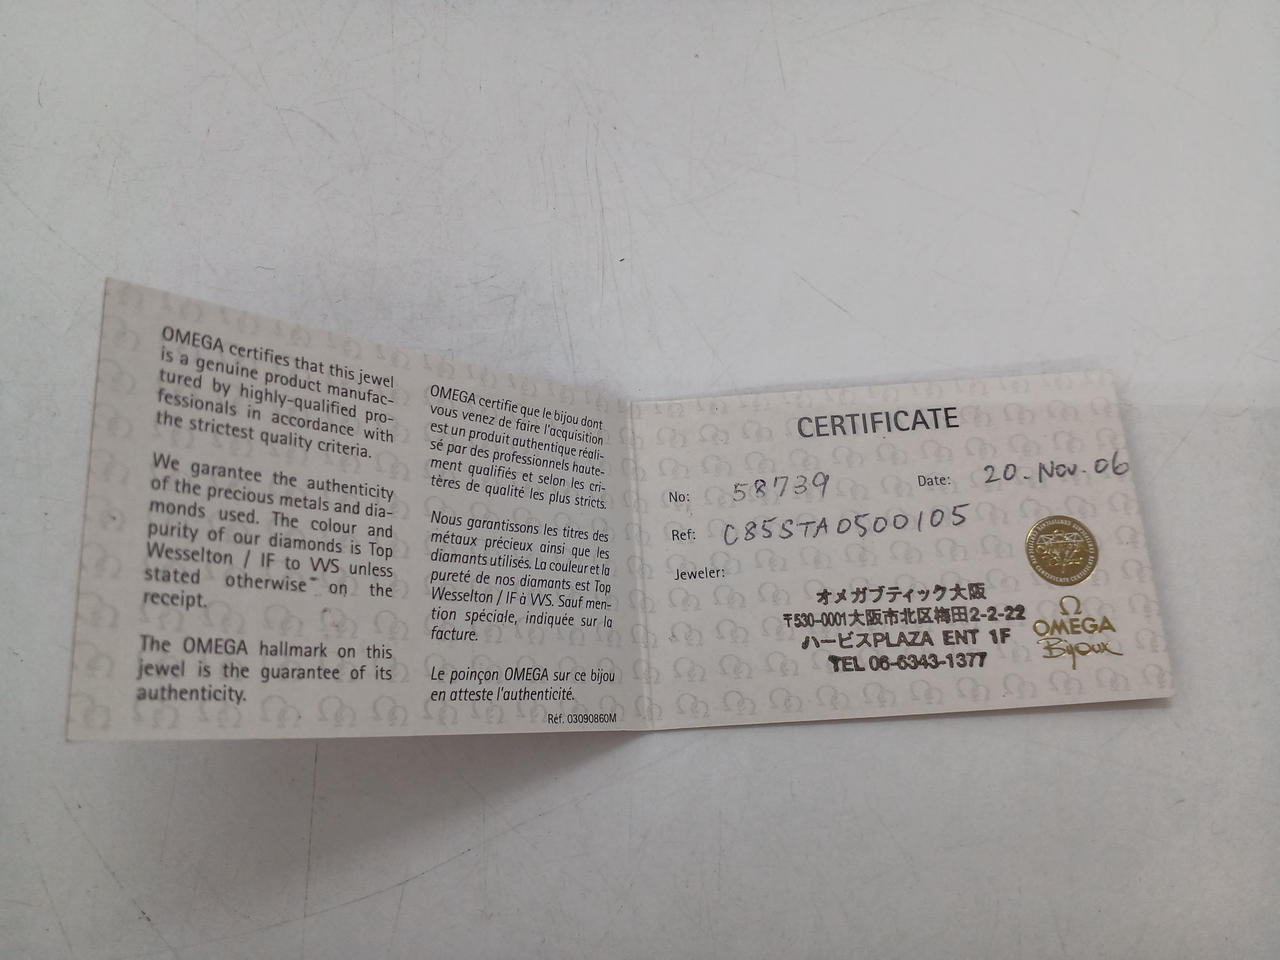 OMEGA certifies that this jewel
is a genuine product manufac-
tured by highly-qualified pro-
fessionals in accordance with
the strictest quality criteria.
We garantee the authenticity
of the precious metals and dia-
monds used. The colour and
purity of our diamonds is Top
Wesselton / IF to VVS unless
stated otherwise on the
receipt.
The OMEGA hallmark on this
jewel is the guarantee of its
authenticity.
OMEGA certifie que le bijou dont
vous venez de faire l'acquisition
est un produit authentique réali-
sé par des professionnels haute-
ment qualifiés et selon les cri-
tères de qualité les plus stricts.
Nous garantissons les titres des
métaux précieux ainsi que les
diamants utilisés. La couleur et la
pureté de nos diamants est Top
Wesselton / IF à VVS. Sauf men-
tion spéciale, indiquée sur la
facture.
Le poinçon OMEGA sur ce bijou
en atteste l'authenticité.
Réf. 03090860M
CERTIFICATE
No: 58739 Date: 20. Nov. 06
Ref: C85STA0500105
Jeweler:
オメガブティック大阪
〒530-0001大阪市北区梅田2-2-22
ハービスPLAZA ENT 1F
TEL 06-6343-1377
Ω
OMEGA
Bijoux